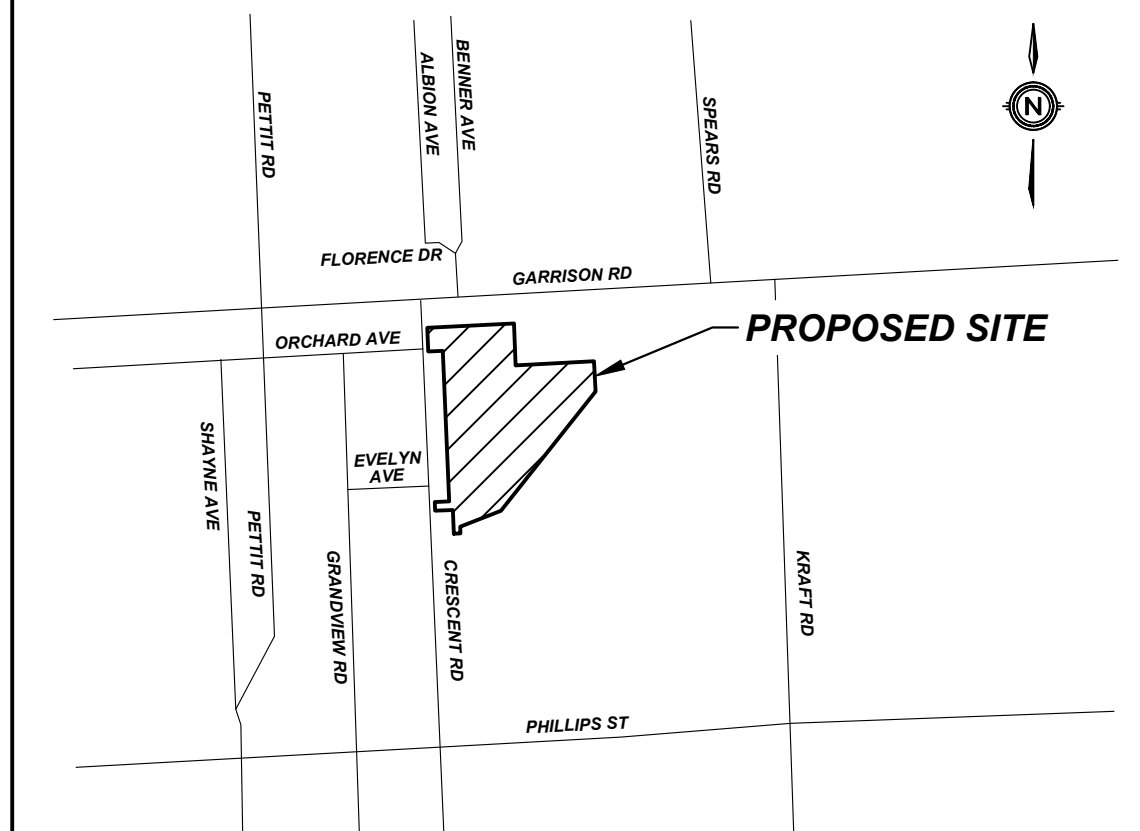 PETTIT RD
ALBION AVE
BENNER AVE
SPEARS RD
N
FLORENCE DR
GARRISON RD
ORCHARD AVE
PROPOSED SITE
SHAYNE AVE
EVELYN
AVE
PETTIT RD
GRANDVIEW RD
CRESCENT RD
KRAFT RD
PHILLIPS ST